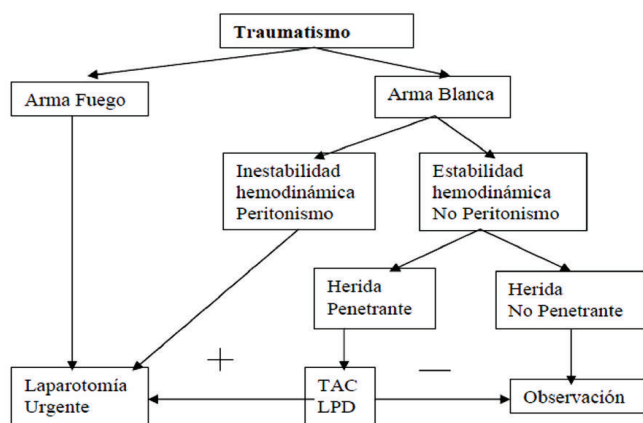 Traumatismo
Arma Fuego
Arma Blanca
Inestabilidad
hemodinámica
Peritonismo
Estabilidad
hemodinámica
No Peritonismo
Herida
Penetrante
Herida
No Penetrante
+
—
Laparotomía
Urgente
TAC
LPD
Observación